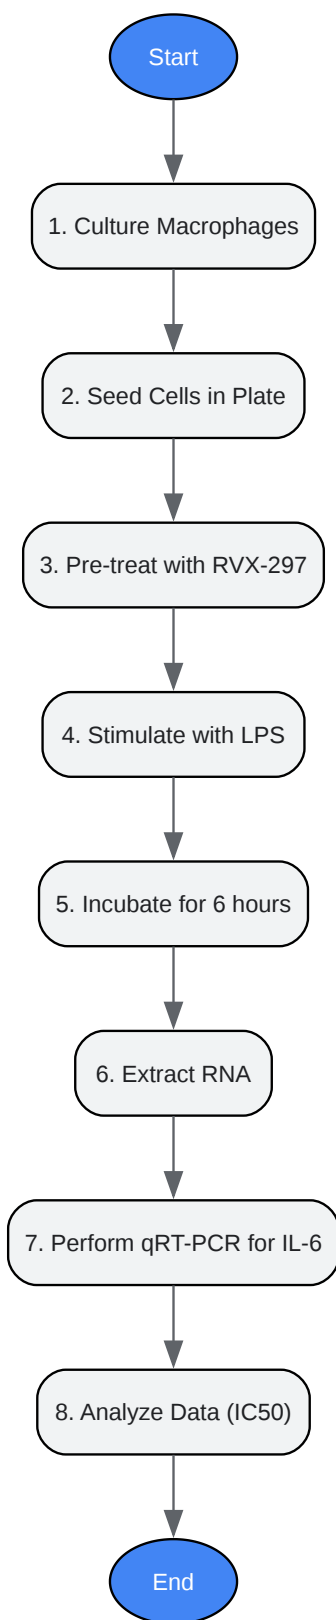 Start
1. Culture Macrophages
2. Seed Cells in Plate
3. Pre-treat with RVX-297
4. Stimulate with LPS
5. Incubate for 6 hours
6. Extract RNA
7. Perform qRT-PCR for IL-6
8. Analyze Data (IC50)
End